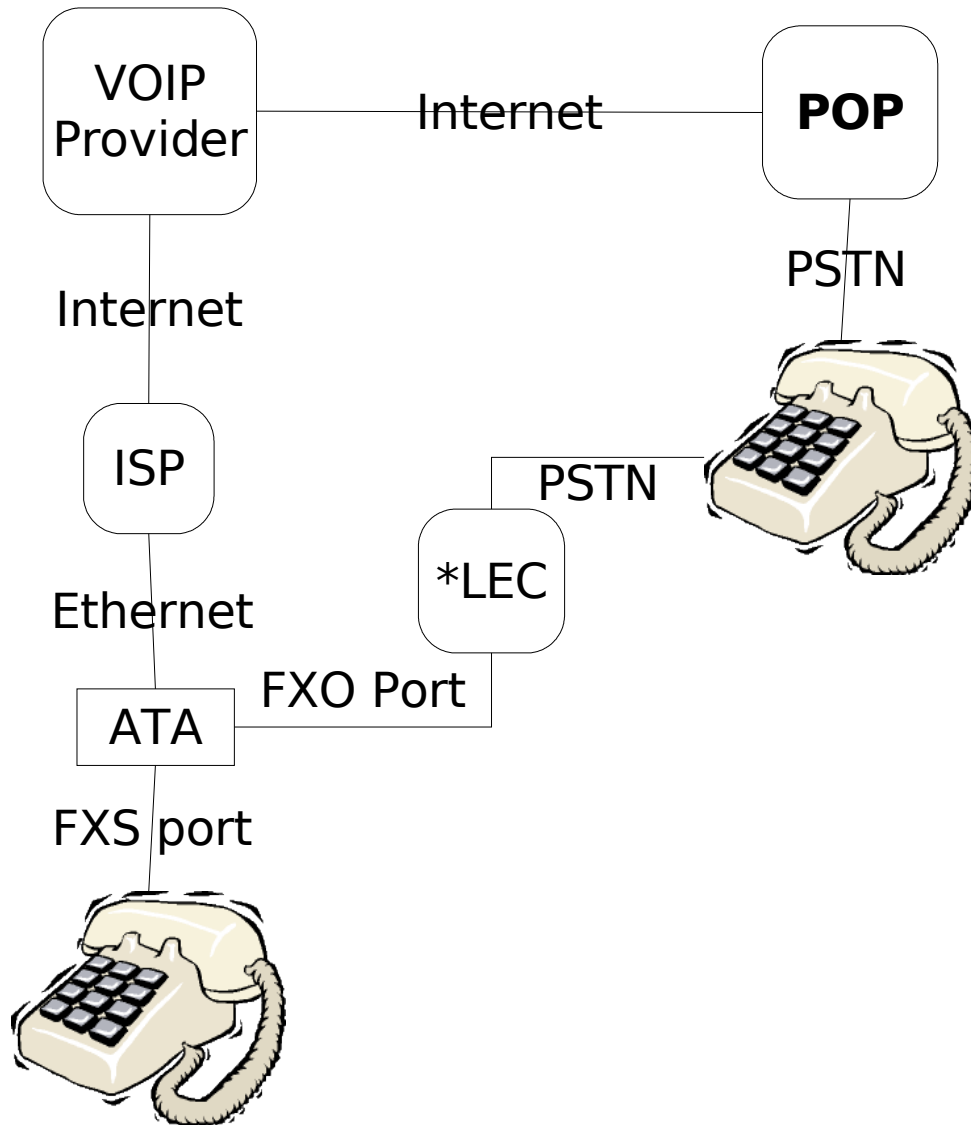 VOIP
Provider
Internet
POP
PSTN
Internet
ISP
PSTN
*LEC
Ethernet
FXO Port
ATA
FXS port